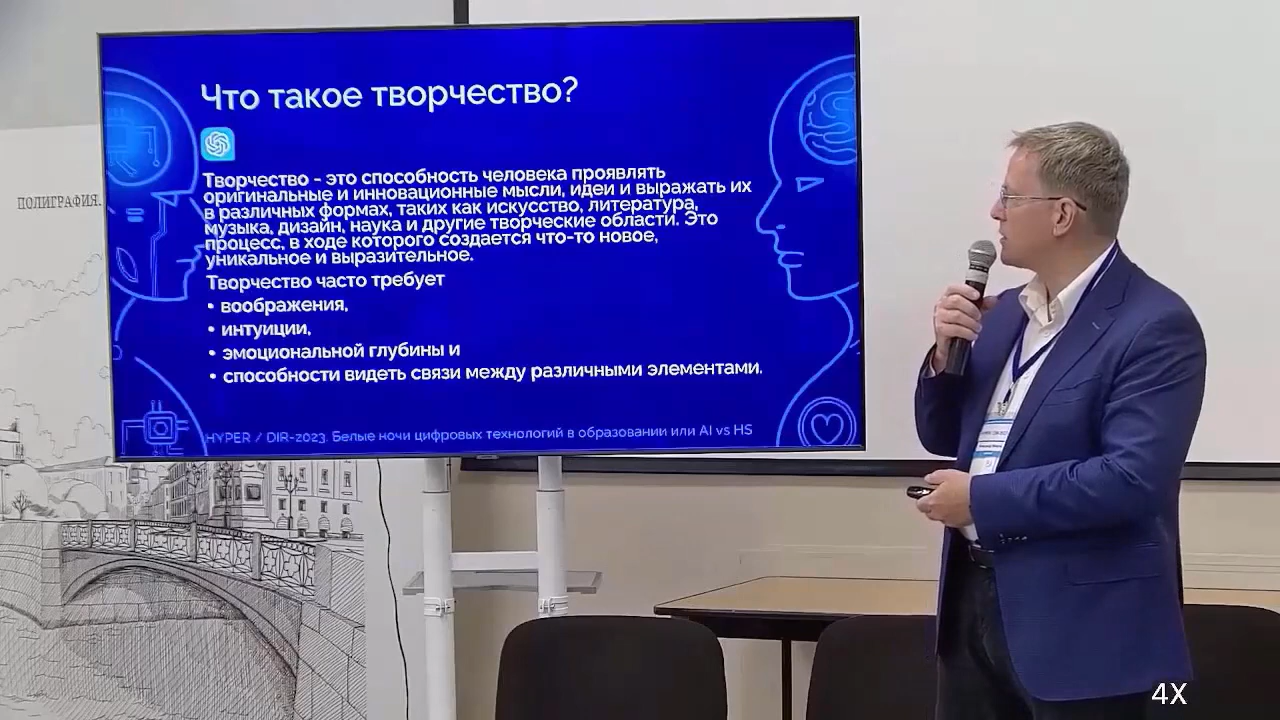 Что такое творчество?
Творчество - это способность человека проявлять
оригинальные и инновационные мысли, идеи и выражать их
в различных формах, таких как искусство, литература,
музыка, дизайн, наука и другие творческие области. Это
процесс, в ходе которого создается что-то новое,
уникальное и выразительное.
Творчество часто требует
• воображения,
• интуиции,
• эмоциональной глубины и
• способности видеть связи между различными элементами.
HYPER / DIR-2023. Белые ночи цифровых технологий в образовании или AI vs HS
ПОЛИГРАФИЯ.
4X